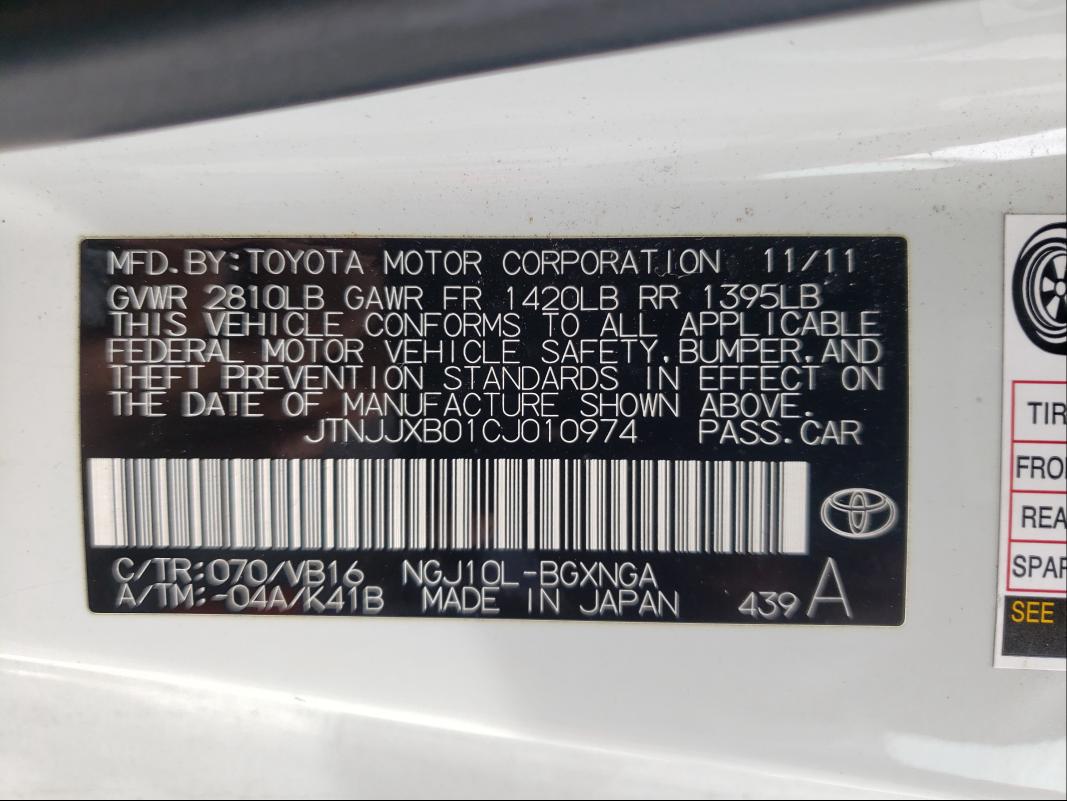 MFD.BY:TOYOTA MOTOR CORPORATION 11/11
GVWR 2810LB GAWR FR 1420LB RR 1395LB
THIS VEHICLE CONFORMS TO ALL APPLICABLE
FEDERAL MOTOR VEHICLE SAFETY,BUMPER,AND
THEFT PREVENTION STANDARDS IN EFFECT ON
THE DATE OF MANUFACTURE SHOWN ABOVE.
JTNJJXB01CJ010974 PASS.CAR
C/TR:070/VB16 NGJ10L-BGXNGA
A/TM:-04A/K41B MADE IN JAPAN 439 A
TIR
FRO
REA
SPAR
SEE